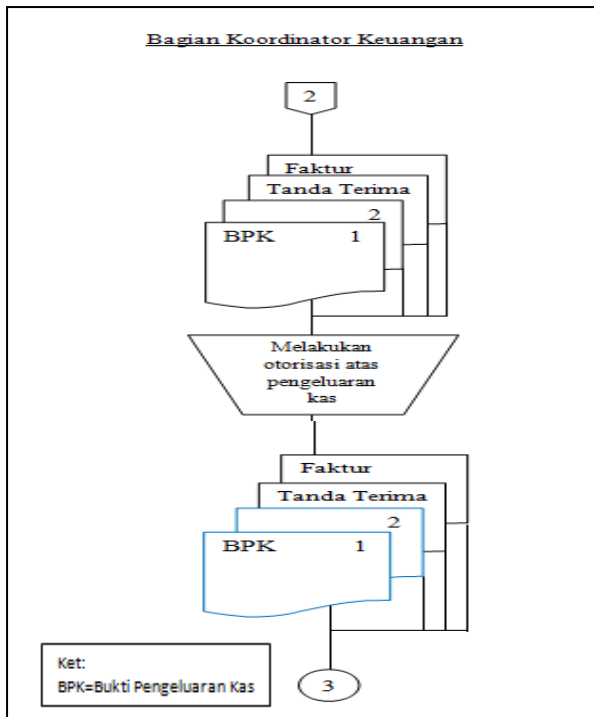 Bagian Koordinator Keuangan
2
Faktur
Tanda Terima
2
BPK 1
Melakukan
otorisasi atas
pengeluaran
kas
Faktur
Tanda Terima
2
BPK 1
Ket:
BPK=Bukti Pengeluaran Kas
3